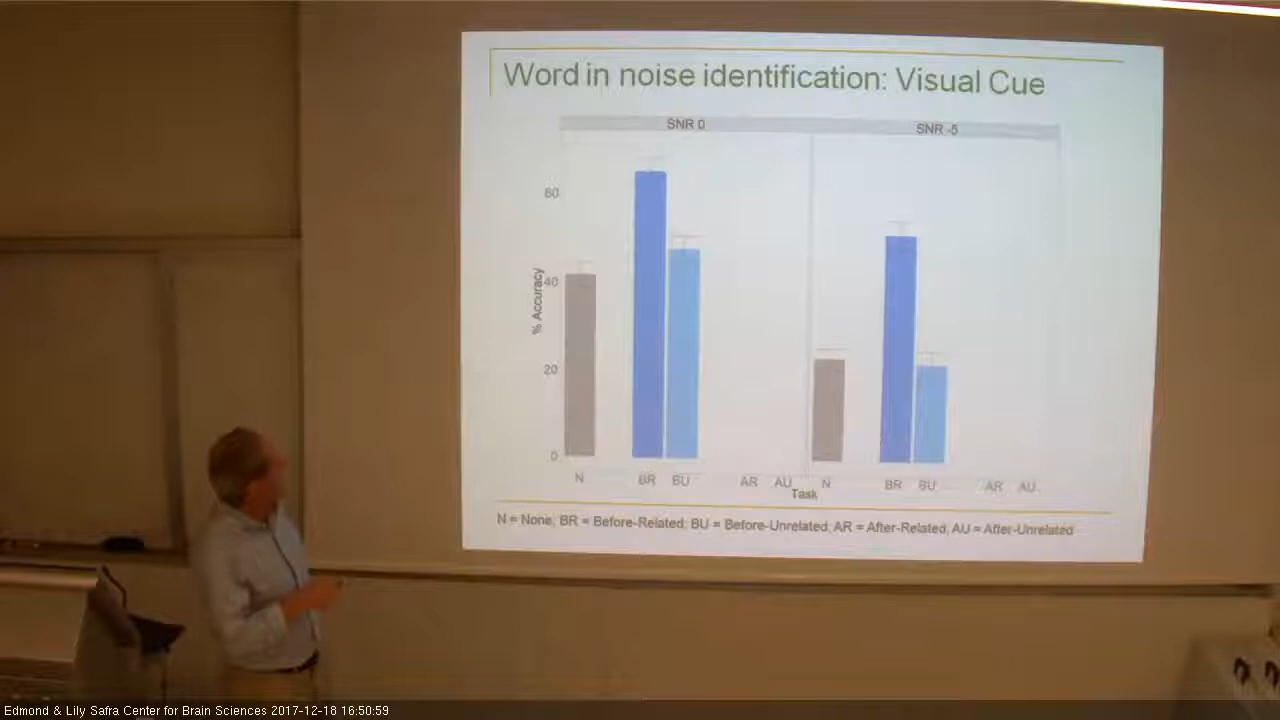 Word in noise identification: Visual Cue
SNR 0
SNR -5
60
40
20
0
% Accuracy
N BR BU AR AU N BR BU AR AU
Task
N = None; BR = Before-Related; BU = Before-Unrelated; AR = After-Related; AU = After-Unrelated
Edmond & Lily Safra Center for Brain Sciences 2017-12-18 16:50:59